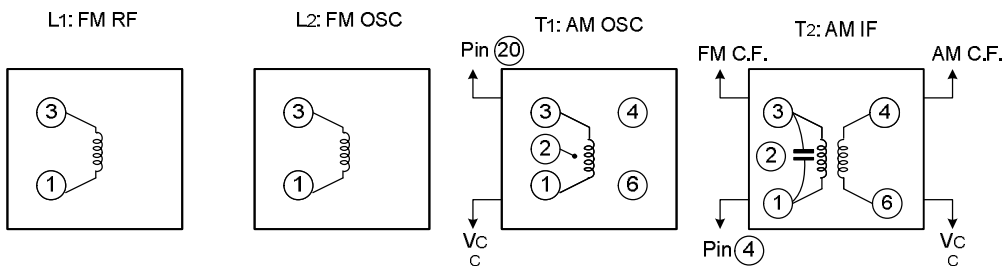 L1: FM RF
3
1
L2: FM OSC
3
1
T1: AM OSC
Pin 20
3
4
2
1
6
VC
C
T2: AM IF
FM C.F.
AM C.F.
3
4
2
1
6
Pin 4
VC
C